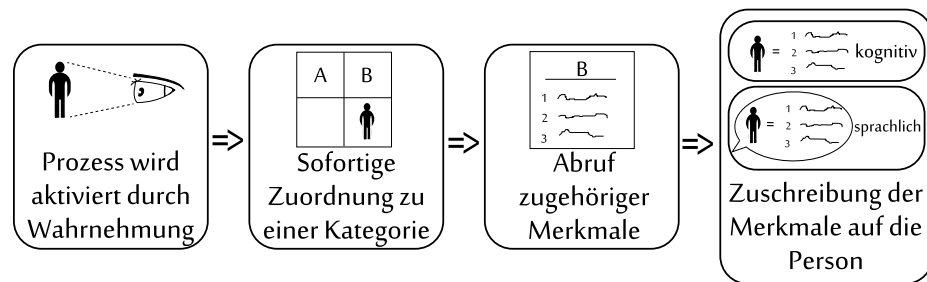 Prozess wird
aktiviert durch
Wahrnehmung
⇒
A B
Sofortige
Zuordnung zu
einer Kategorie
⇒
B
1
2
3
Abruf
zugehöriger
Merkmale
⇒
1
= 2 kognitiv
3
1
= 2 sprachlich
3
Zuschreibung der
Merkmale auf die
Person